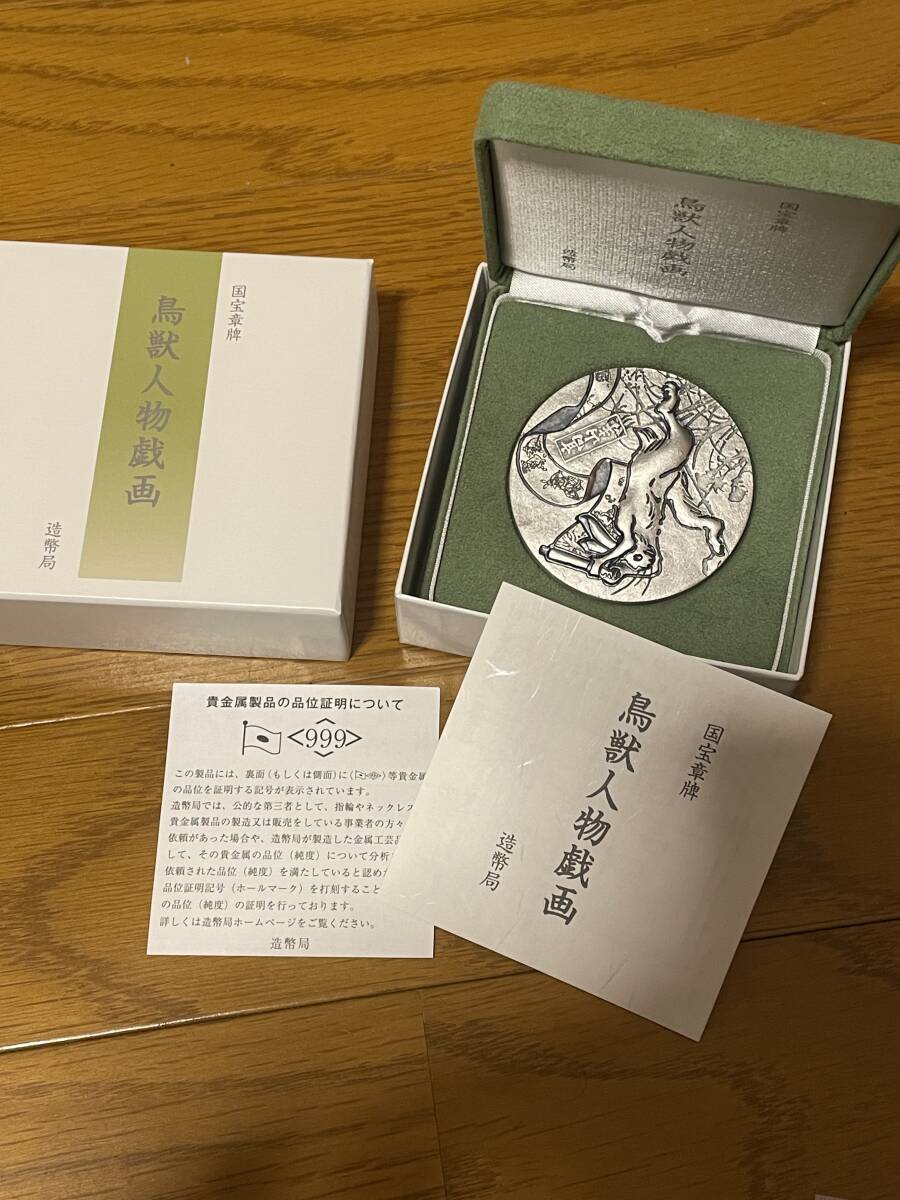 国宝章牌
鳥獣人物戯画
造幣局
国宝章牌
鳥獣人物戯画
造幣局
貴金属製品の品位証明について
<999>
この製品には、裏面(もしくは側面)に(<999>)等貴金属
の品位を証明する記号が表示されています。
造幣局では、公的な第三者として、指輪やネックレス
貴金属製品の製造又は販売をしている事業者の方々
依頼があった場合や、造幣局が製造した金属工芸品
して、その貴金属の品位(純度)について分析
依頼された品位(純度)を満たしていると認めた
品位証明記号(ホールマーク)を打刻すること
の品位(純度)の証明を行っております。
詳しくは造幣局ホームページをご覧ください。
造幣局
国宝章牌
鳥獣人物戯画
造幣局